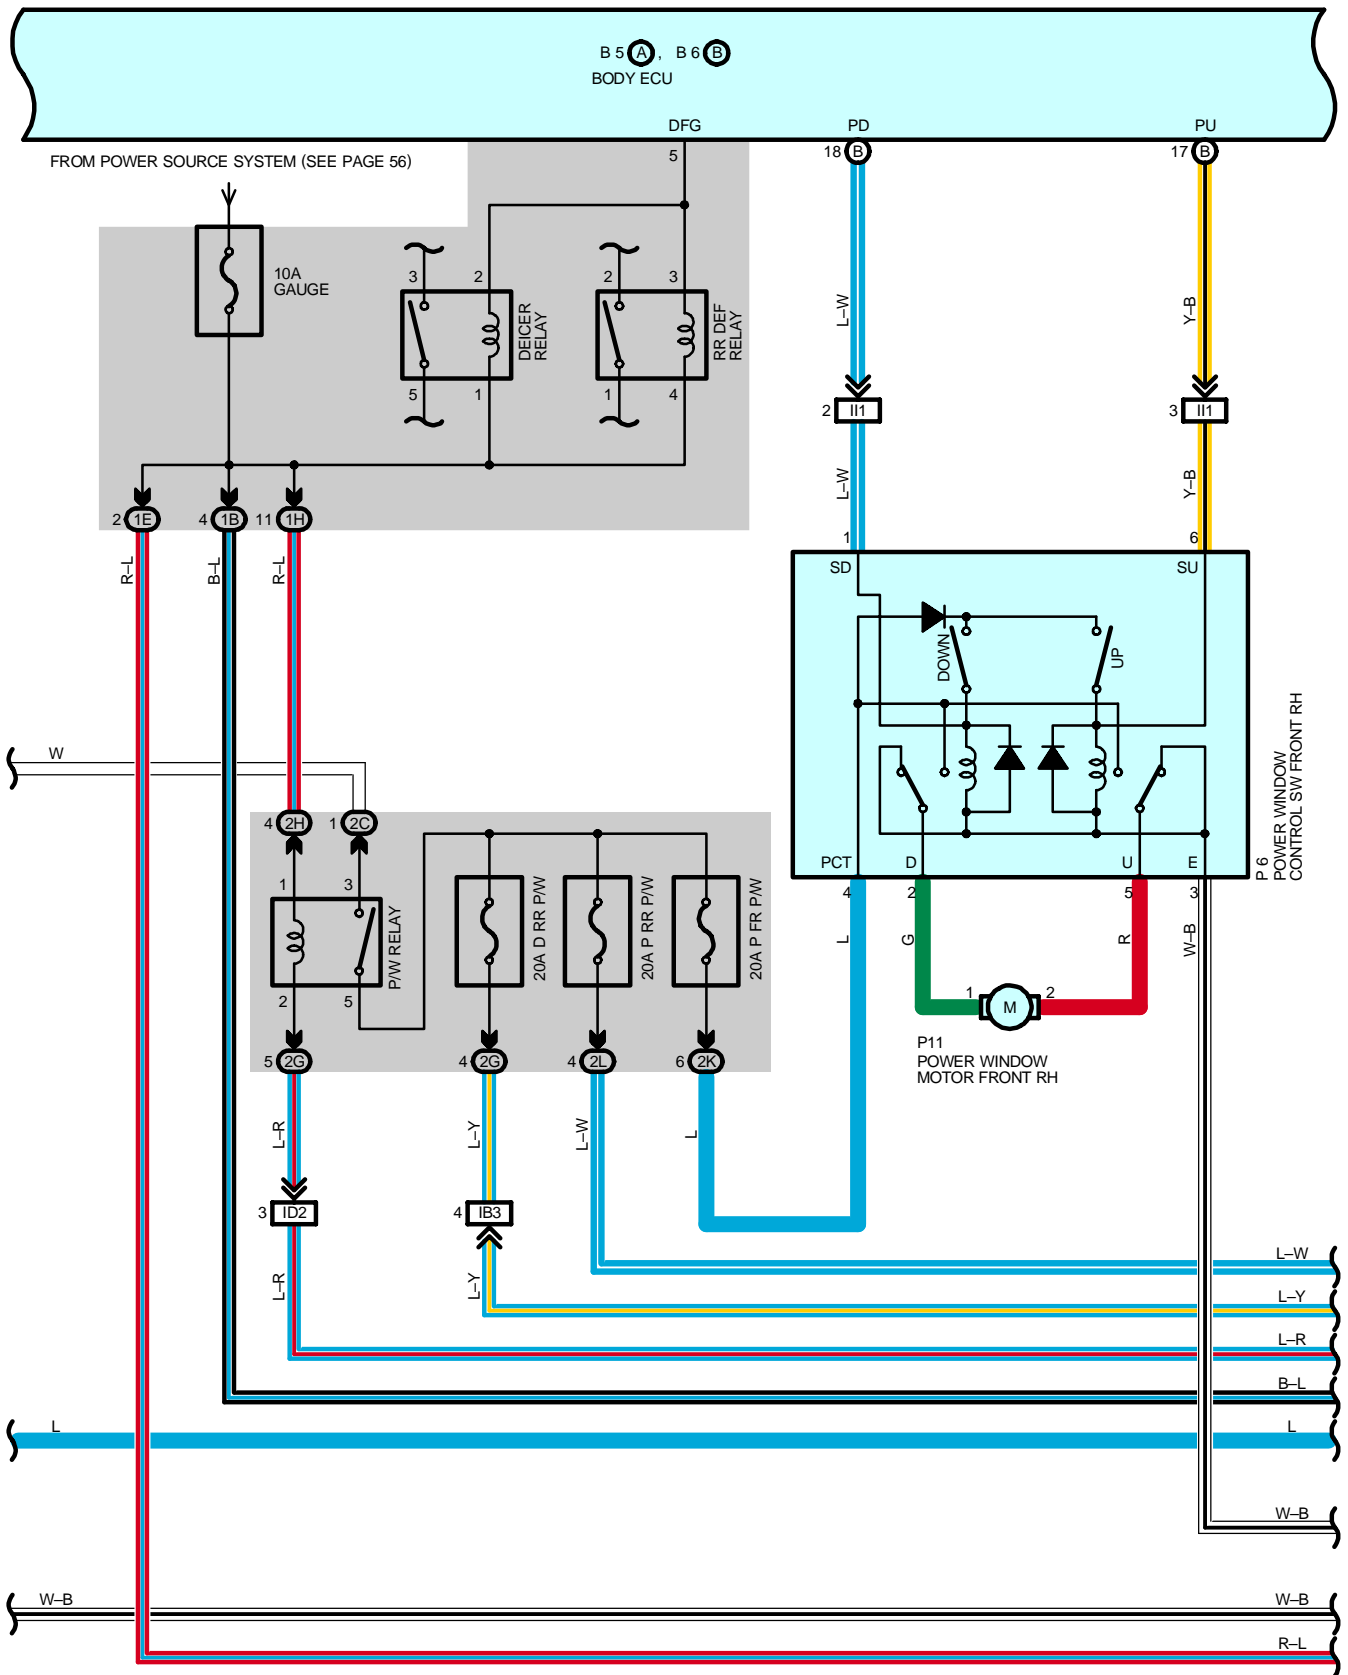 B 5 A , B 6 B
BODY ECU
DFG
PD
PU
5
18 B
17 B
FROM POWER SOURCE SYSTEM (SEE PAGE 56)
10A
GAUGE
3
2
2
3
DEICER
RELAY
RR DEF
RELAY
5
1
1
4
L–W
Y–B
2 II1
3 II1
L–W
Y–B
2 1E
4 1B
11 1H
R–L
B–L
R–L
1
6
SD
SU
DOWN
UP
P 6
POWER WINDOW
CONTROL SW FRONT RH
PCT
D
U
E
4
2
5
3
L
G
R
W–B
W
4 2H
1 2C
1
3
P/W RELAY
2
5
20A D RR P/W
20A P RR P/W
20A P FR P/W
1
M
2
P11
POWER WINDOW
MOTOR FRONT RH
5 2G
4 2G
4 2L
6 2K
L–R
L–Y
L–W
L
3 ID2
4 IB3
L–R
L–Y
L–W
L–Y
L–R
B–L
L
L
W–B
W–B
W–B
R–L